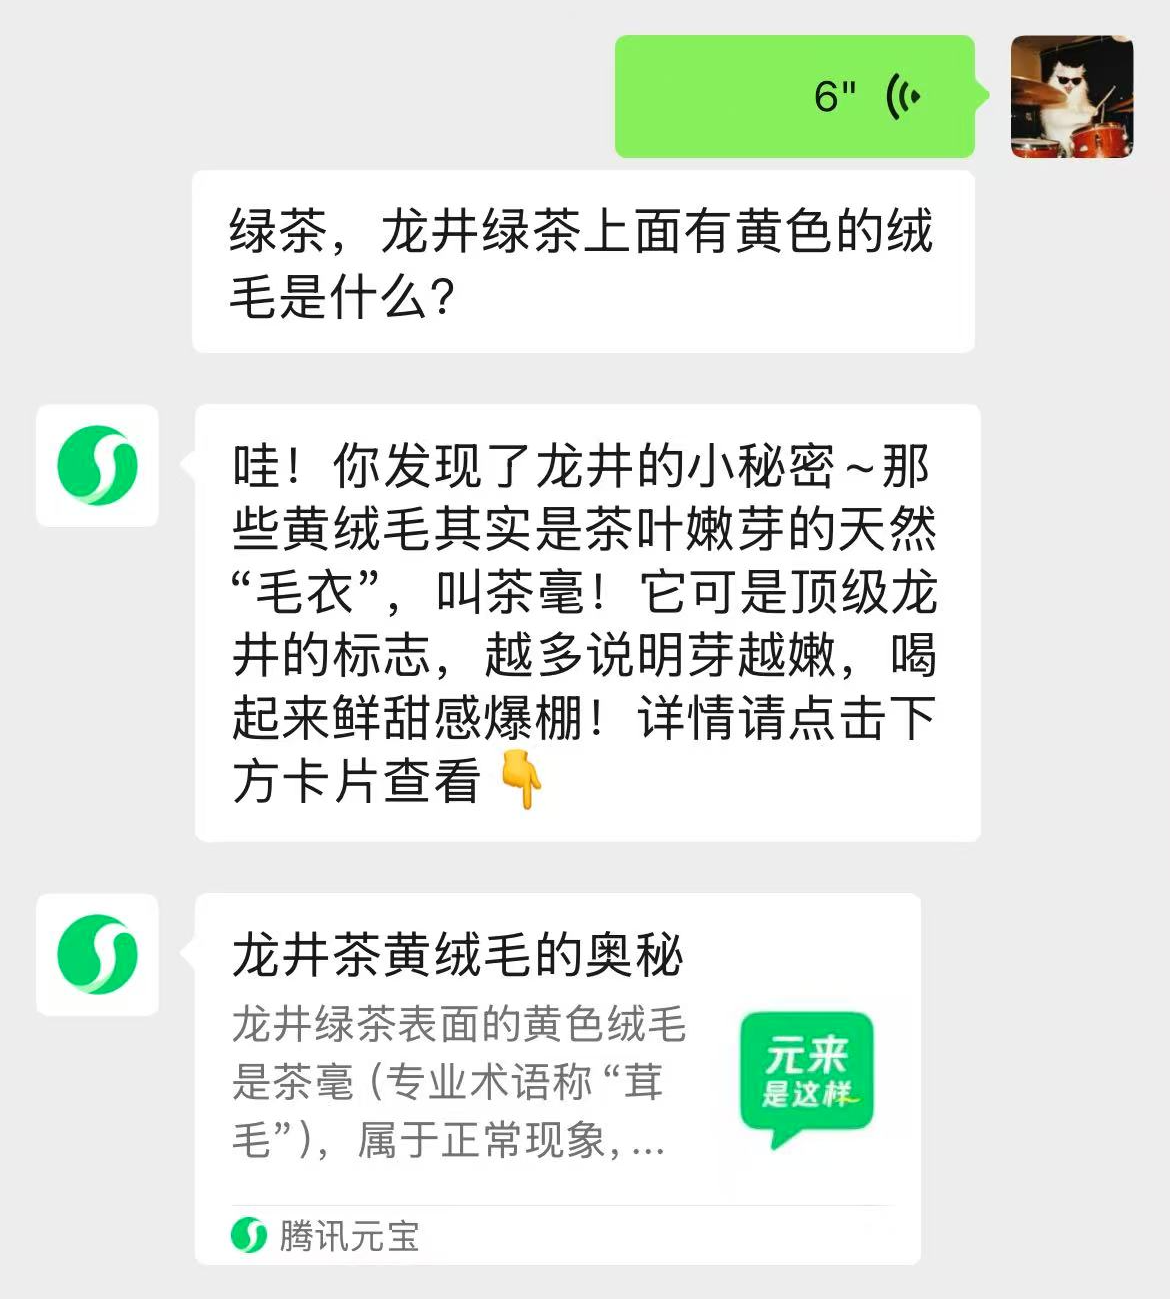 6"
绿茶，龙井绿茶上面有黄色的绒
毛是什么？
哇！你发现了龙井的小秘密~那
些黄绒毛其实是茶叶嫩芽的天然
“毛衣”，叫茶毫！它可是顶级龙
井的标志，越多说明芽越嫩，喝
起来鲜甜感爆棚！详情请点击下
方卡片查看👇
龙井茶黄绒毛的奥秘
龙井绿茶表面的黄色绒毛
是茶毫（专业术语称“茸
毛”），属于正常现象，...
元来
是这样
腾讯元宝